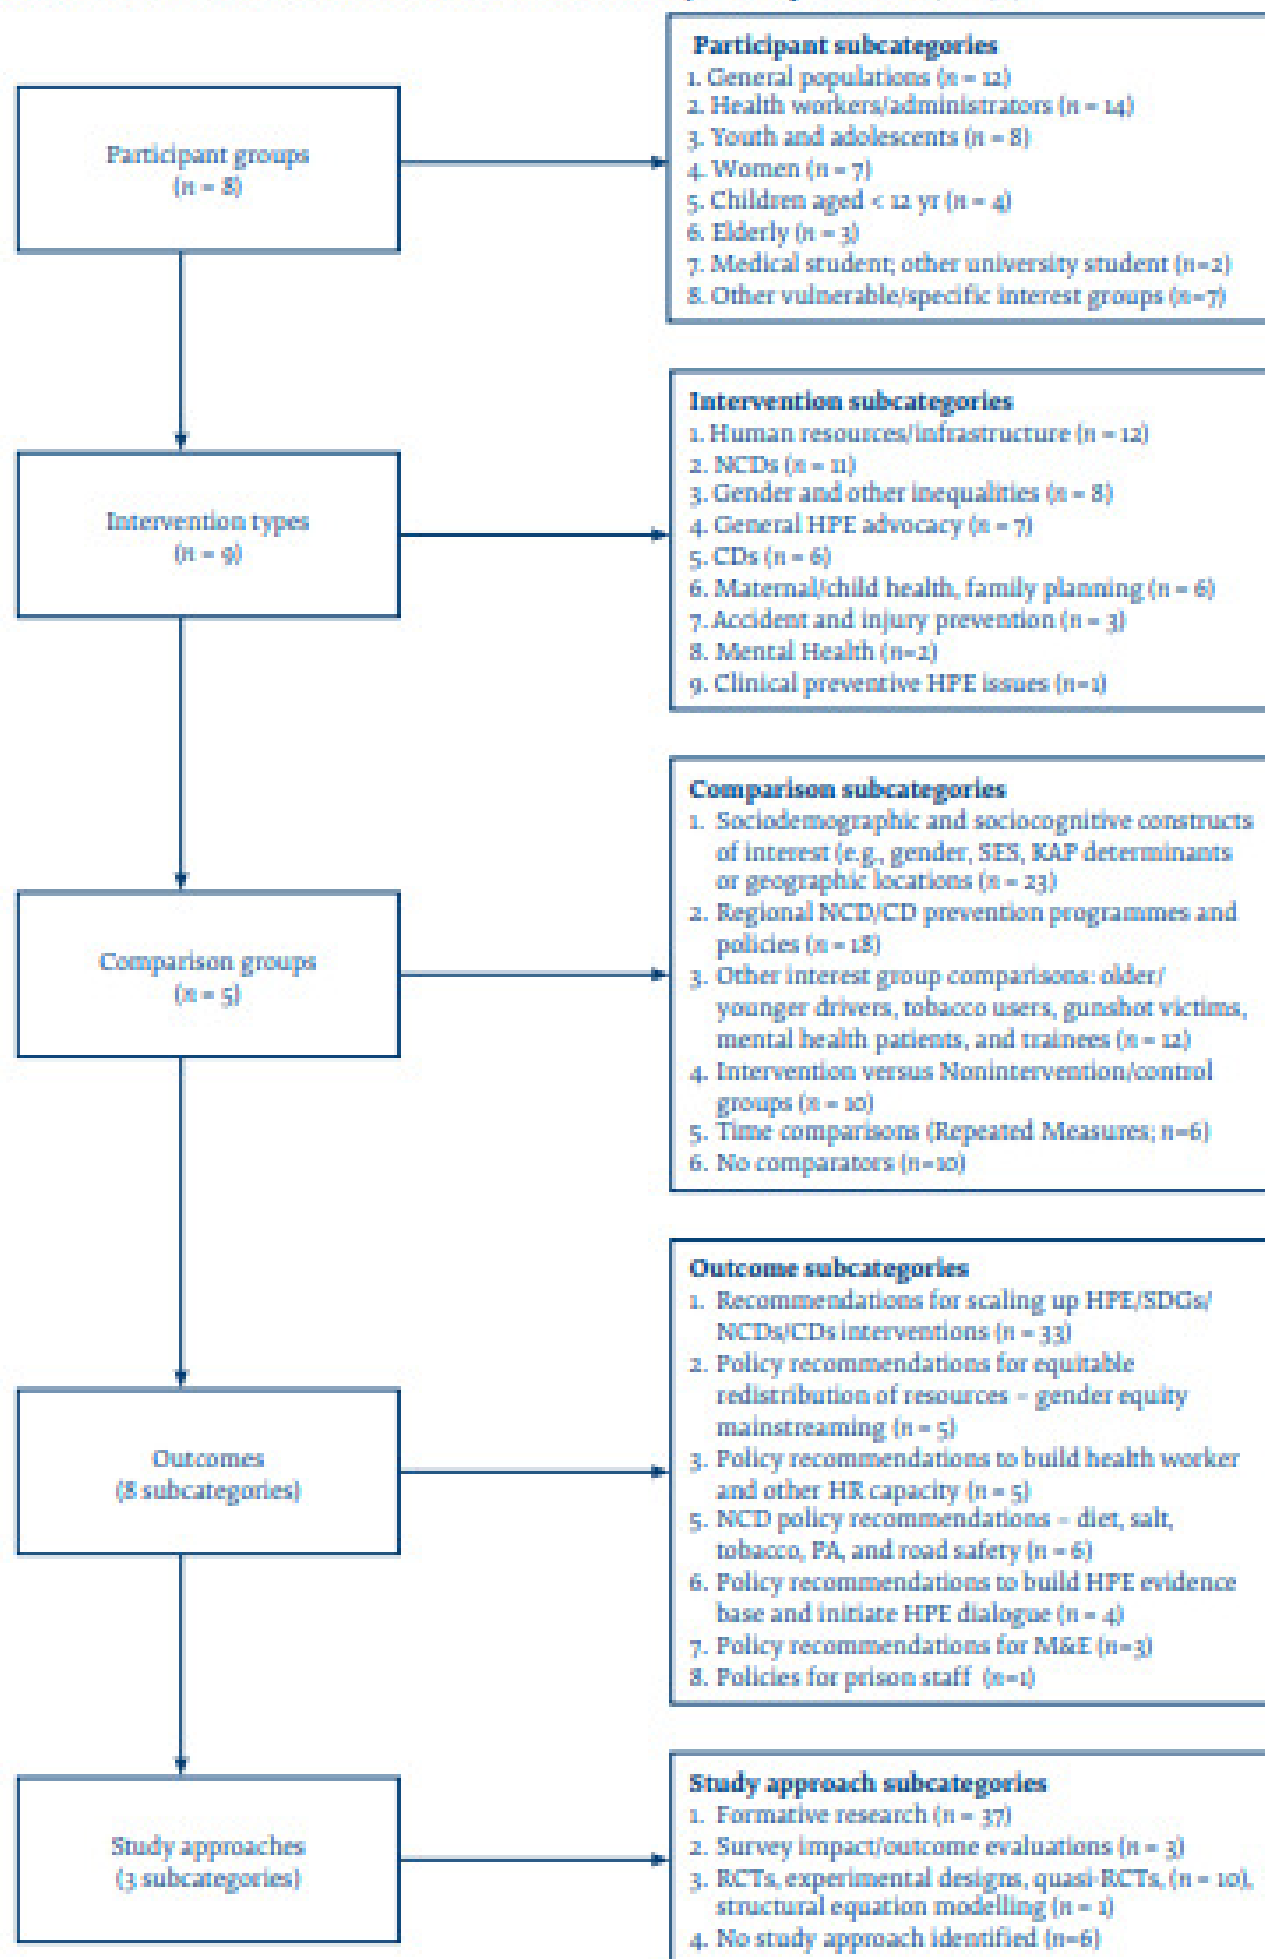 Participant groups
(n = 8)
Participant subcategories
1. General populations (n = 12)
2. Health workers/administrators (n = 14)
3. Youth and adolescents (n = 8)
4. Women (n = 7)
5. Children aged < 12 yr (n = 4)
6. Elderly (n = 3)
7. Medical student; other university student (n=2)
8. Other vulnerable/specific interest groups (n=7)
Intervention types
(n = 9)
Intervention subcategories
1. Human resources/infrastructure (n = 12)
2. NCDs (n = 11)
3. Gender and other inequalities (n = 8)
4. General HPE advocacy (n = 7)
5. CDs (n = 6)
6. Maternal/child health, family planning (n = 6)
7. Accident and injury prevention (n = 3)
8. Mental Health (n=2)
9. Clinical preventive HPE issues (n=1)
Comparison groups
(n = 5)
Comparison subcategories
1. Sociodemographic and sociocognitive constructs
of interest (e.g., gender, SES, KAP determinants
or geographic locations (n = 23)
2. Regional NCD/CD prevention programmes and
policies (n = 18)
3. Other interest group comparisons: older/
younger drivers, tobacco users, gunshot victims,
mental health patients, and trainees (n = 12)
4. Intervention versus Nonintervention/control
groups (n = 10)
5. Time comparisons (Repeated Measures; n=6)
6. No comparators (n=10)
Outcomes
(8 subcategories)
Outcome subcategories
1. Recommendations for scaling up HPE/SDGs/
NCDs/CDs interventions (n = 33)
2. Policy recommendations for equitable
redistribution of resources – gender equity
mainstreaming (n = 5)
3. Policy recommendations to build health worker
and other HR capacity (n = 5)
5. NCD policy recommendations – diet, salt,
tobacco, PA, and road safety (n = 6)
6. Policy recommendations to build HPE evidence
base and initiate HPE dialogue (n = 4)
7. Policy recommendations for M&E (n=3)
8. Policies for prison staff (n=1)
Study approaches
(3 subcategories)
Study approach subcategories
1. Formative research (n = 37)
2. Survey impact/outcome evaluations (n = 3)
3. RCTs, experimental designs, quasi-RCTs, (n = 10),
structural equation modelling (n = 1)
4. No study approach identified (n=6)